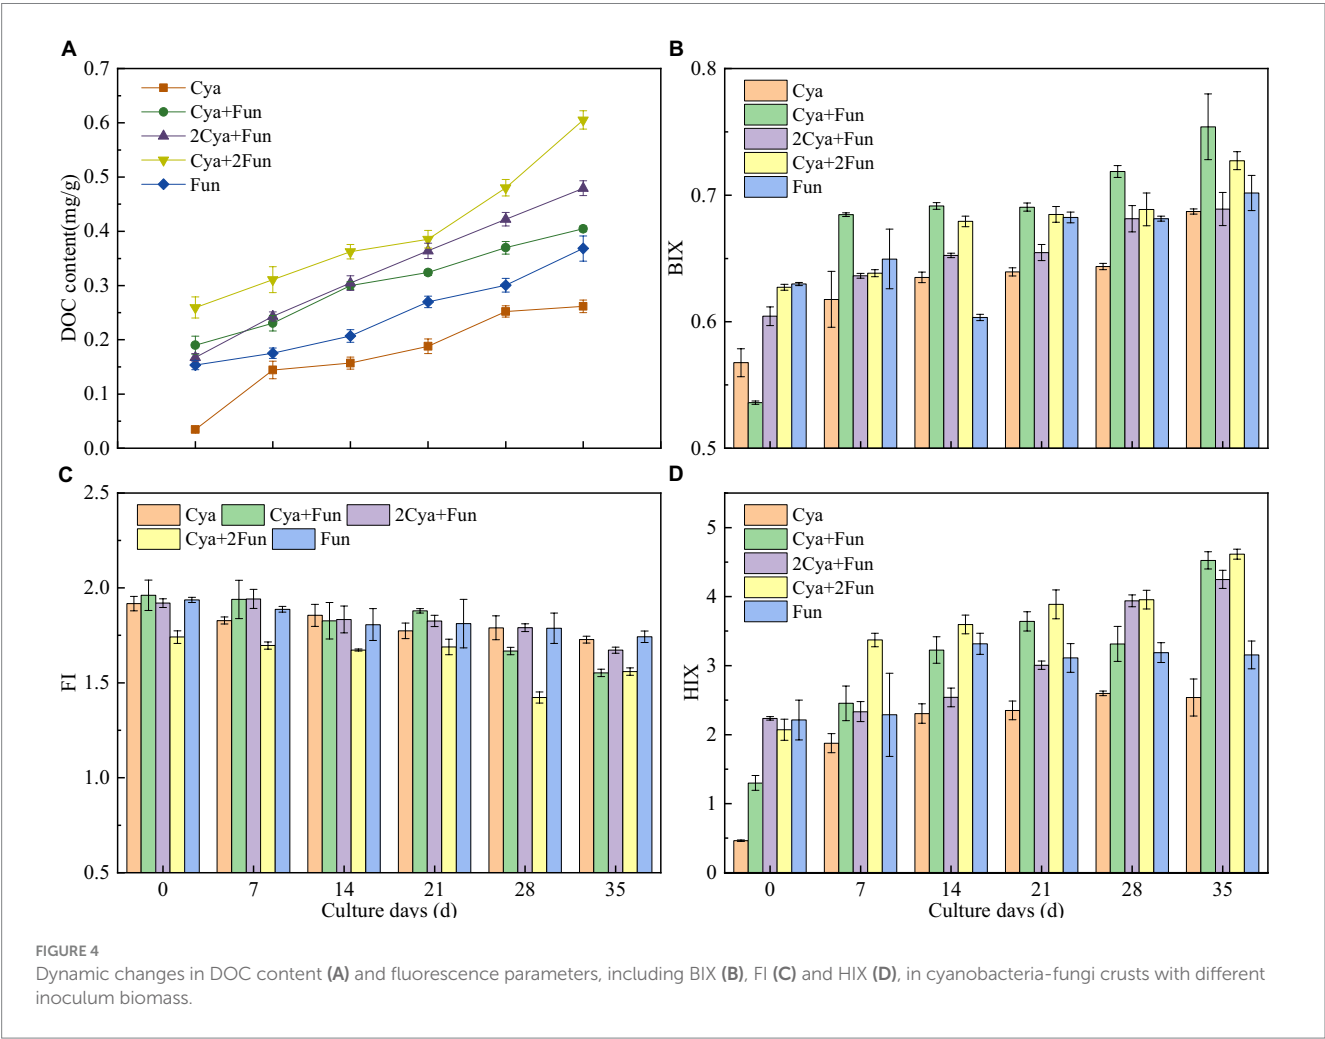 A
0.7
0.6
0.5
0.4
0.3
0.2
0.1
0.0
DOC content(mg/g)
Cya
Cya+Fun
2Cya+Fun
Cya+2Fun
Fun
B
0.8
0.7
0.6
0.5
BIX
Cya
Cya+Fun
2Cya+Fun
Cya+2Fun
Fun
C
2.5
2.0
1.5
1.0
0.5
FI
Cya Cya+Fun 2Cya+Fun
Cya+2Fun Fun
0 7 14 21 28 35
Culture days (d)
D
5
4
3
2
1
0
HIX
Cya
Cya+Fun
2Cya+Fun
Cya+2Fun
Fun
0 7 14 21 28 35
Culture days (d)
FIGURE 4
Dynamic changes in DOC content (A) and fluorescence parameters, including BIX (B), FI (C) and HIX (D), in cyanobacteria-fungi crusts with different
inoculum biomass.